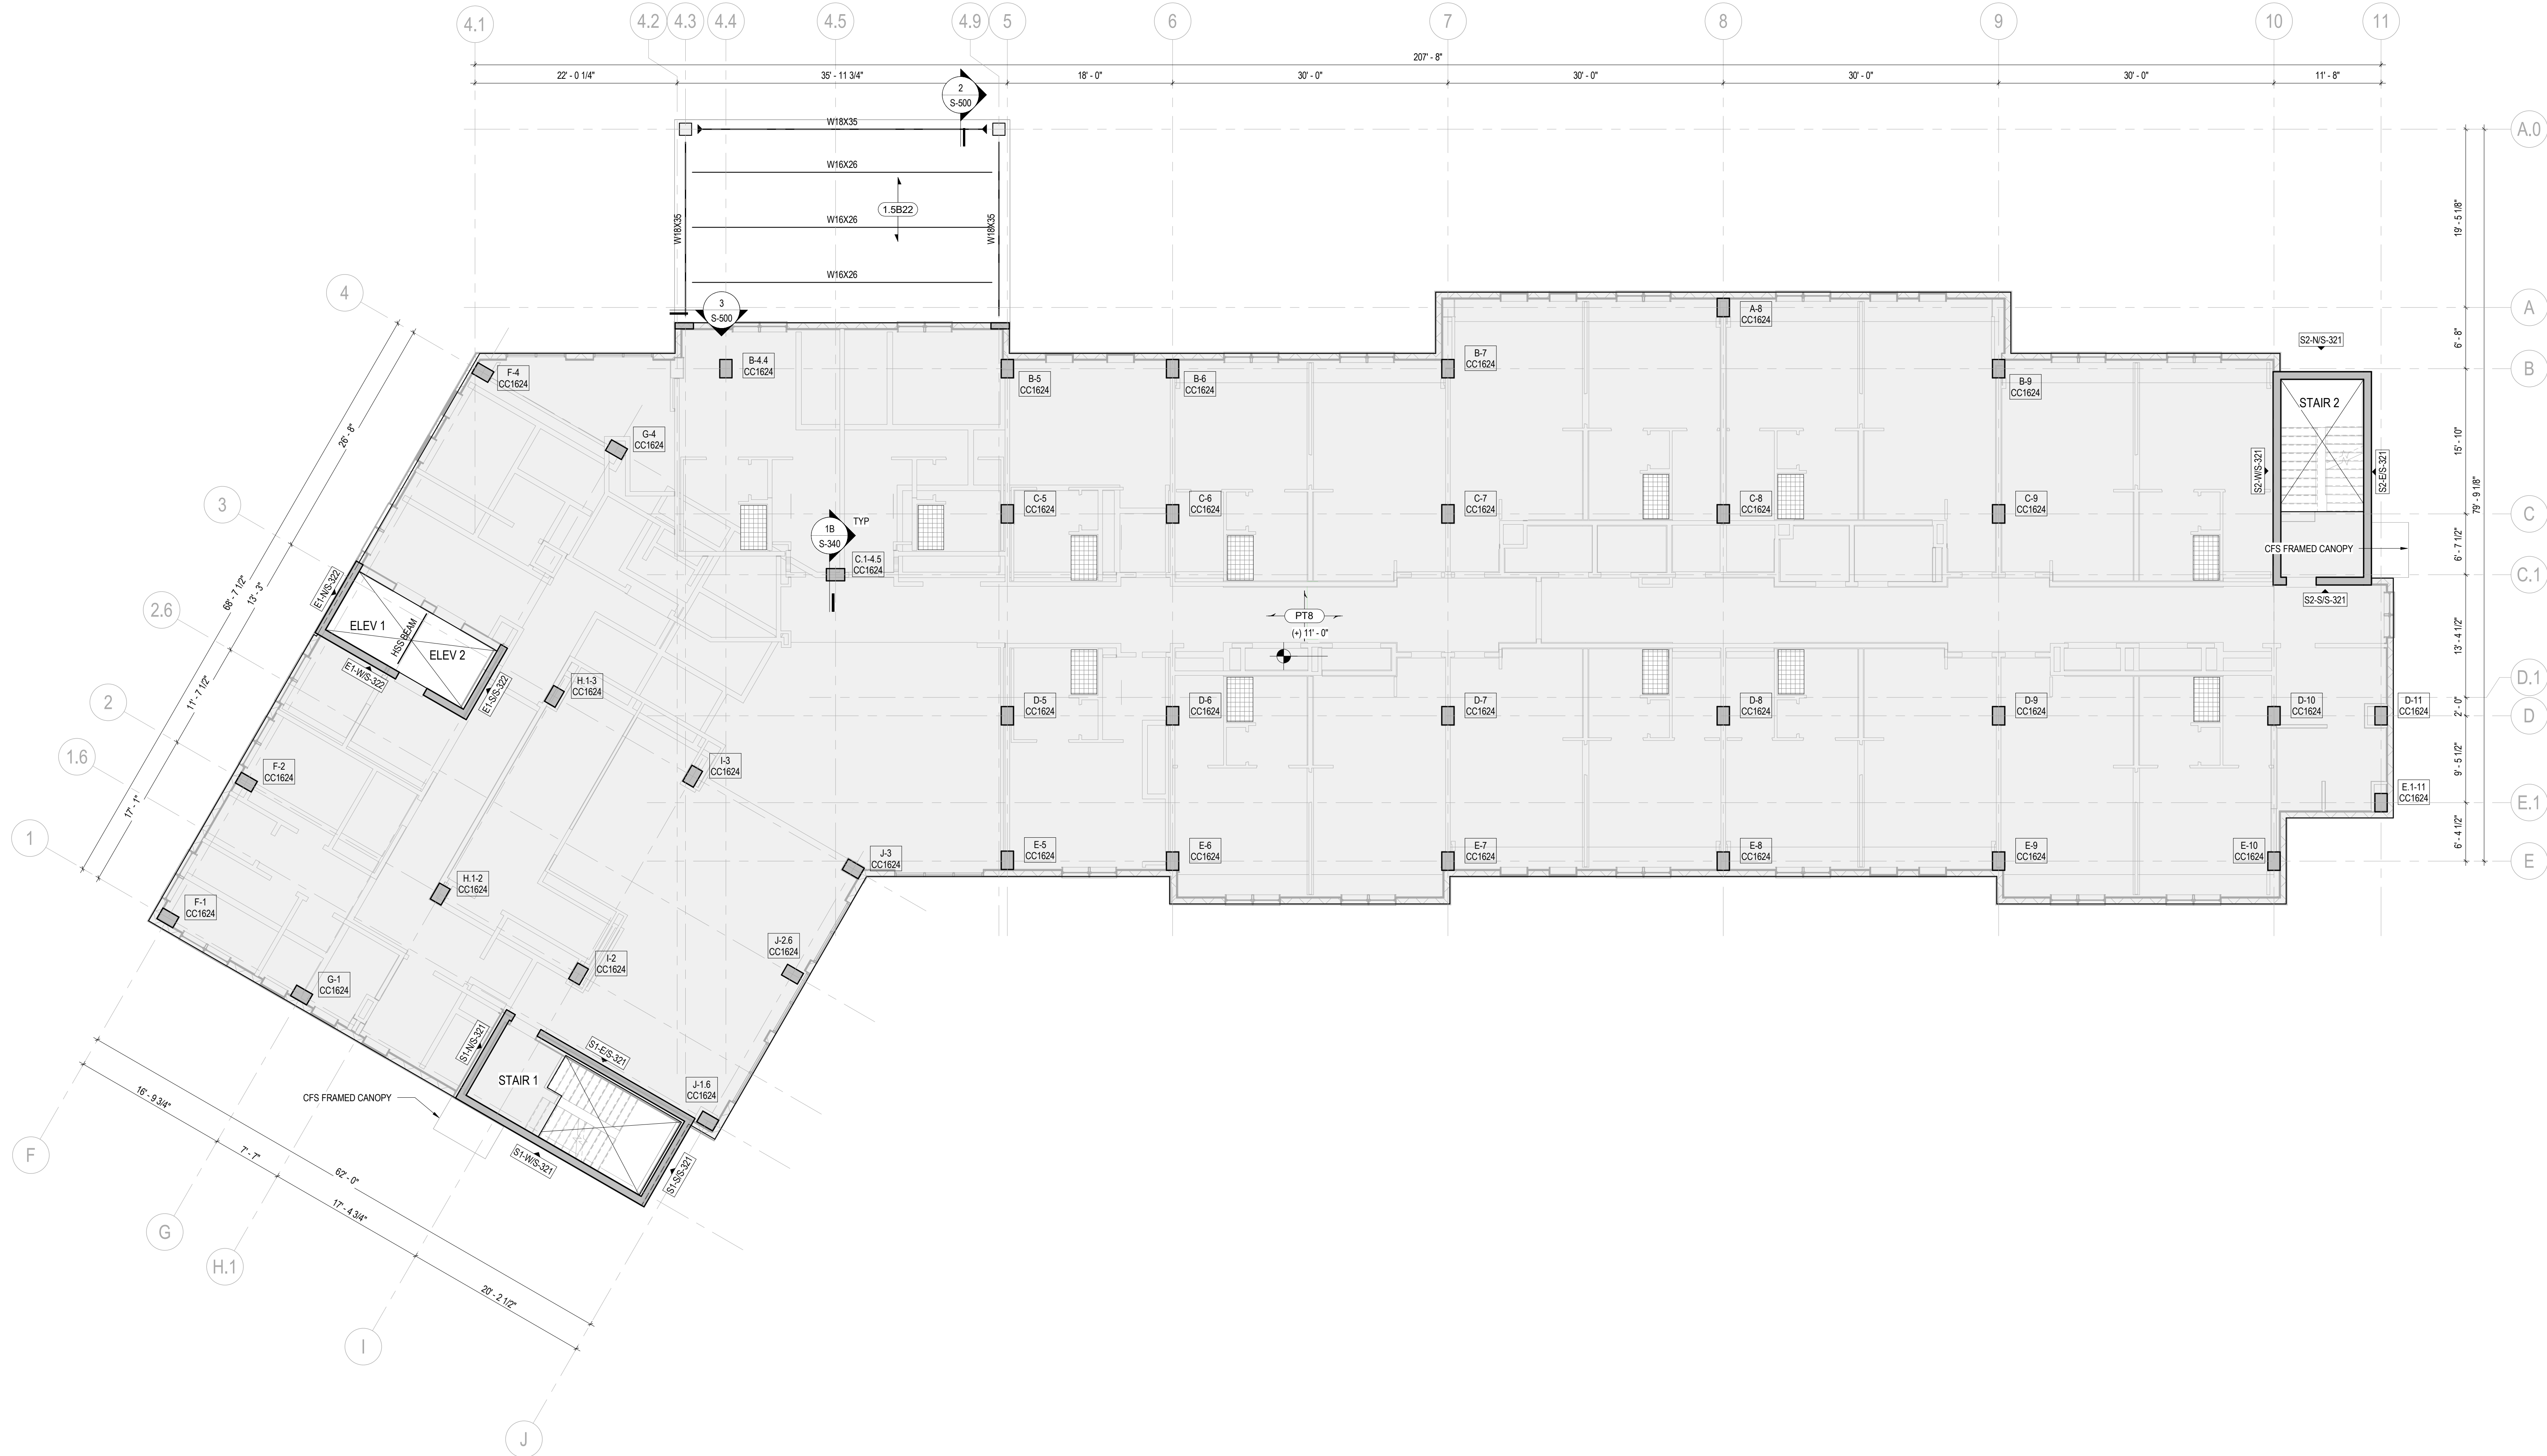 4.1
4.2
4.3
4.4
4.5
4.9
5
6
7
8
9
10
11
207' - 8"
22' - 0 1/4"
35' - 11 3/4"
18' - 0"
30' - 0"
30' - 0"
30' - 0"
30' - 0"
11' - 8"
2
S-500
W18X35
A.0
W16X26
1.5B22
W16X26
W18X35
W18X35
19' - 5 1/8"
W16X26
4
3
S-500
A-8
CC1624
A
S2-N/S-321
6' - 8"
B-4.4
CC1624
B-7
CC1624
B
F-4
CC1624
B-5
CC1624
B-6
CC1624
B-9
CC1624
STAIR 2
26' - 8"
G-4
CC1624
15' - 10"
S2-W/S-321
S2-E/S-321
79' - 9 1/8"
3
C-5
CC1624
C-6
CC1624
C-7
CC1624
C-8
CC1624
C-9
CC1624
C
1B
S-340
TYP
CFS FRAMED CANOPY
6' - 7 1/2"
C.1-4.5
CC1624
C.1
68' - 7 1/2"
13' - 3"
E1-N/S-322
S2-S/S-321
2.6
PT8
(+) 11' - 0"
ELEV 1
HSS BEAM
ELEV 2
13' - 4 1/2"
E1-W/S-322
E1-S/S-322
D.1
H.1-3
CC1624
11' - 7 1/2"
2
D-5
CC1624
D-6
CC1624
D-7
CC1624
D-8
CC1624
D-9
CC1624
D-10
CC1624
D-11
CC1624
2' - 0"
D
1.6
F-2
CC1624
I-3
CC1624
9' - 5 1/2"
E.1-11
CC1624
E.1
17' - 1"
1
J-3
CC1624
E-5
CC1624
E-6
CC1624
E-7
CC1624
E-8
CC1624
E-9
CC1624
E-10
CC1624
6' - 4 1/2"
E
H.1-2
CC1624
F-1
CC1624
J-2.6
CC1624
I-2
CC1624
G-1
CC1624
S1-N/S-321
S1-E/S-321
STAIR 1
J-1.6
CC1624
CFS FRAMED CANOPY
S1-W/S-321
S1-S/S-321
16' - 9 3/4"
7' - 7"
62' - 0"
17' - 4 3/4"
20' - 2 1/2"
F
G
H.1
I
J